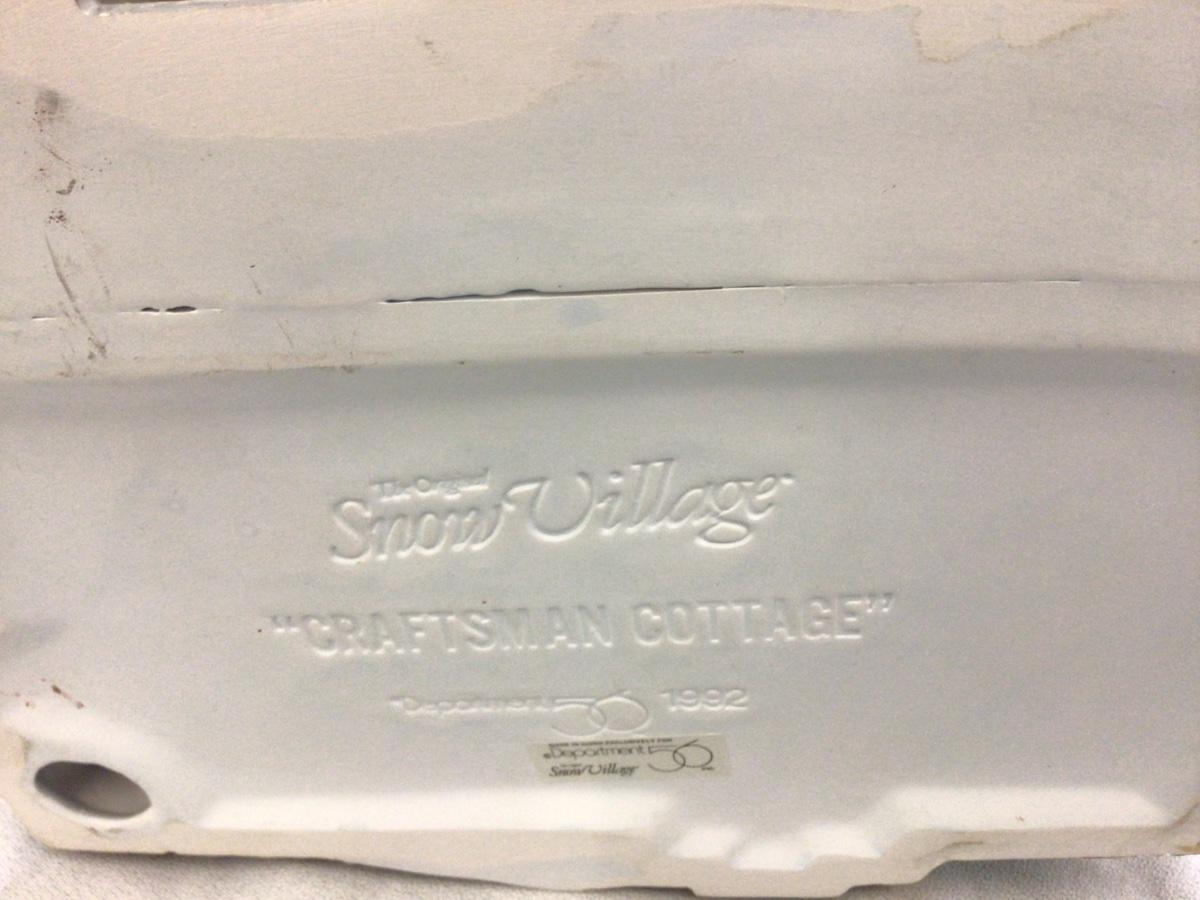 The Original
Snow Village
"CRAFTSMAN COTTAGE"
©Department 56 1992
©Department 56
Snow Village